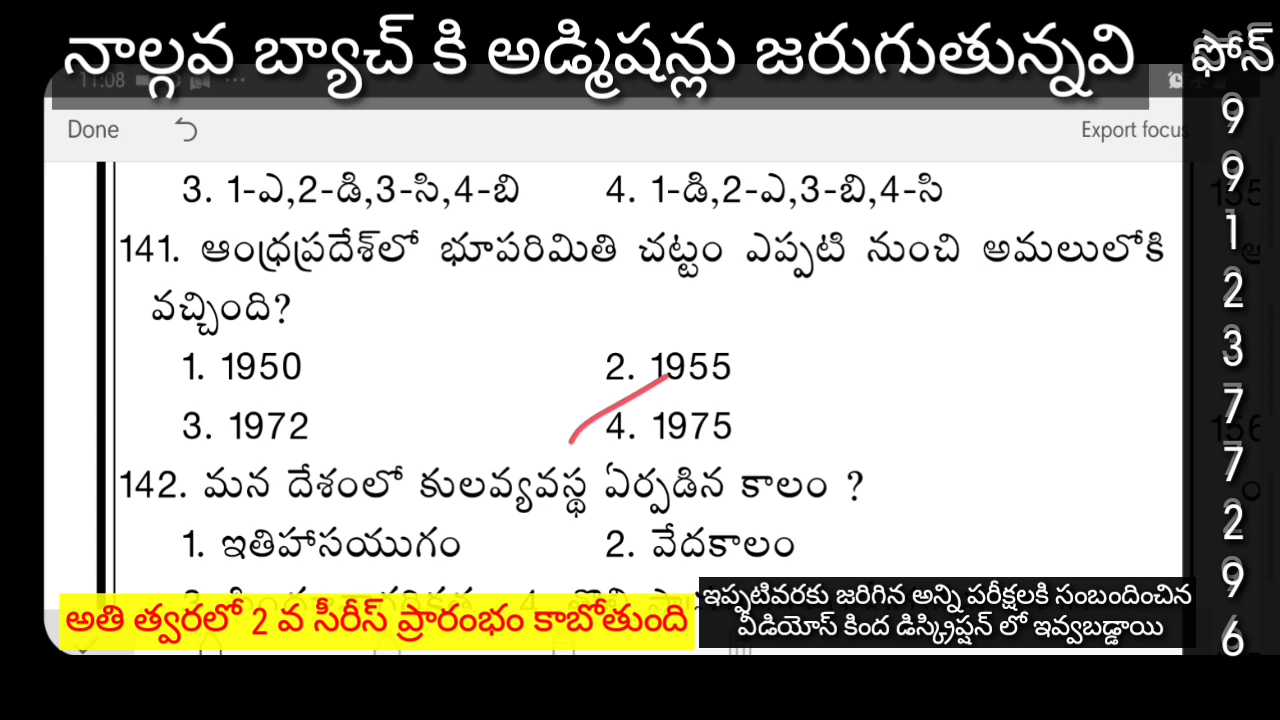 నాల్గవ బ్యాచ్ కి అడ్మిషన్లు జరుగుతున్నవి
ఫోన్
9
9
1
2
3
7
7
2
9
6
11:08
Done
Export focus
3. 1-ఎ,2-డి,3-సి,4-బి 4. 1-డి,2-ఎ,3-బి,4-సి
141. ఆంధ్రప్రదేశ్‌లో భూపరిమితి చట్టం ఎప్పటి నుంచి అమలులోకి
వచ్చింది?
1. 1950 2. 1955
3. 1972 4. 1975
142. మన దేశంలో కులవ్యవస్థ ఏర్పడిన కాలం ?
1. ఇతిహాసయుగం 2. వేదకాలం
అతి త్వరలో 2 వ సీరీస్ ప్రారంభం కాబోతుంది
ఇప్పటివరకు జరిగిన అన్ని పరీక్షలకి సంబందించిన
వీడియోస్ కింద డిస్క్రిప్షన్ లో ఇవ్వబడ్డాయి